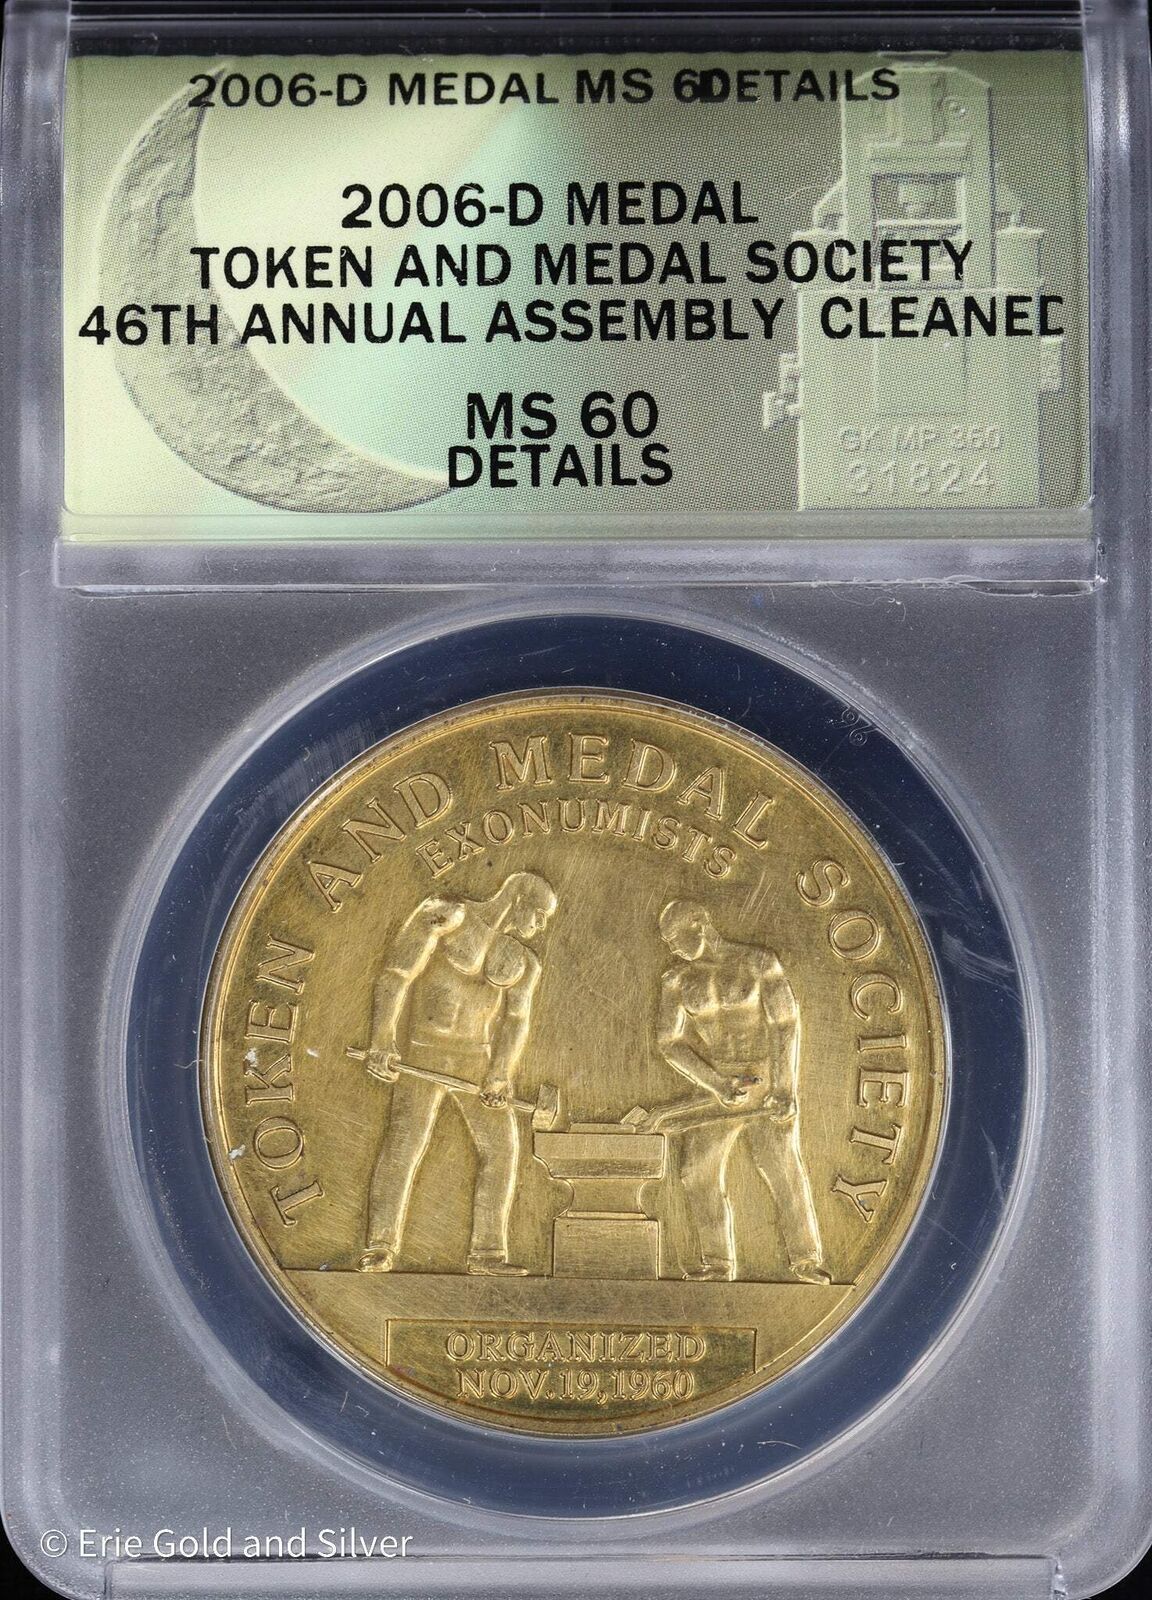 2006-D MEDAL MS 60DETAILS
2006-D MEDAL
TOKEN AND MEDAL SOCIETY
46TH ANNUAL ASSEMBLY CLEANED
MS 60
DETAILS
31824
TOKEN AND MEDAL SOCIETY
EXONUMISTS
ORGANIZED
NOV.19,1960
© Erie Gold and Silver